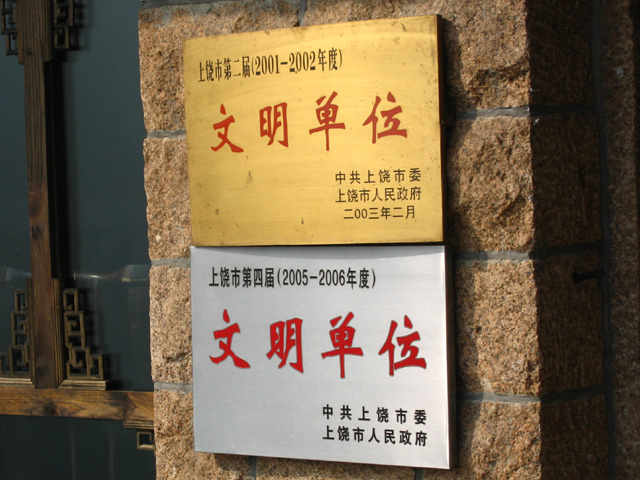 上饶市第二届(2001-2002年度)
文明单位
中共上饶市委
上饶市人民政府
二00三年二月
上饶市第四届(2005-2006年度)
文明单位
中共上饶市委
上饶市人民政府